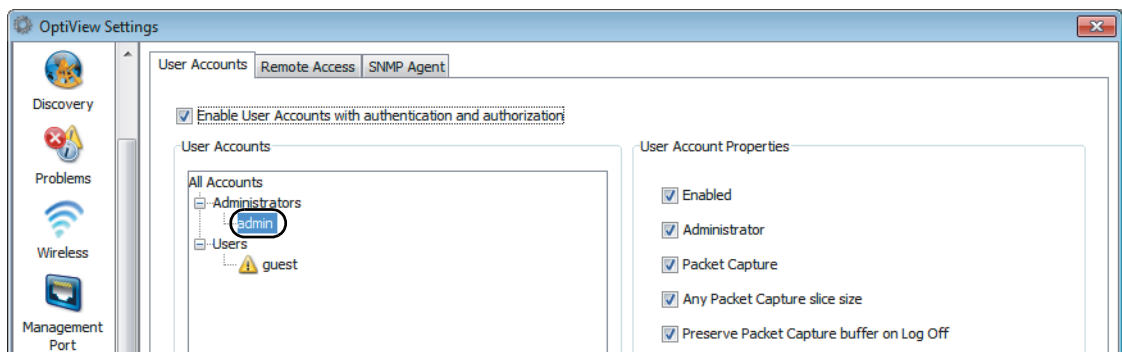 OptiView Settings
Discovery
Problems
Wireless
Management
Port
User Accounts
Remote Access
SNMP Agent
Enable User Accounts with authentication and authorization
User Accounts
All Accounts
Administrators
admin
Users
guest
User Account Properties
Enabled
Administrator
Packet Capture
Any Packet Capture slice size
Preserve Packet Capture buffer on Log Off